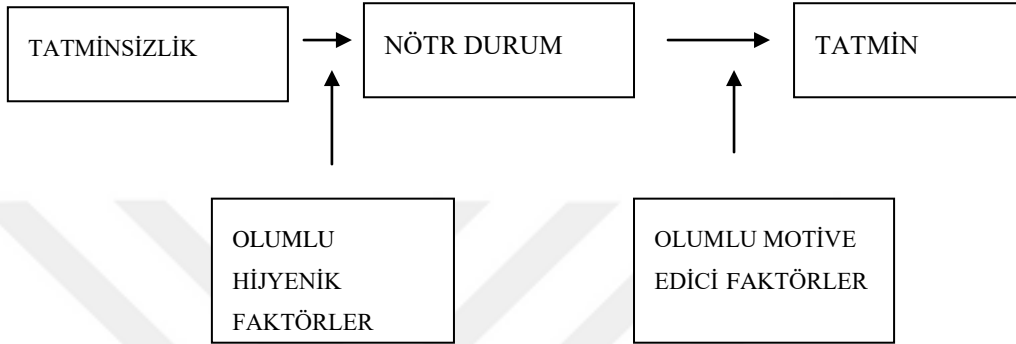 TATMİNSİZLİK
NÖTR DURUM
TATMİN
OLUMLU
HİJYENİK
FAKTÖRLER
OLUMLU MOTİVE
EDİCİ FAKTÖRLER